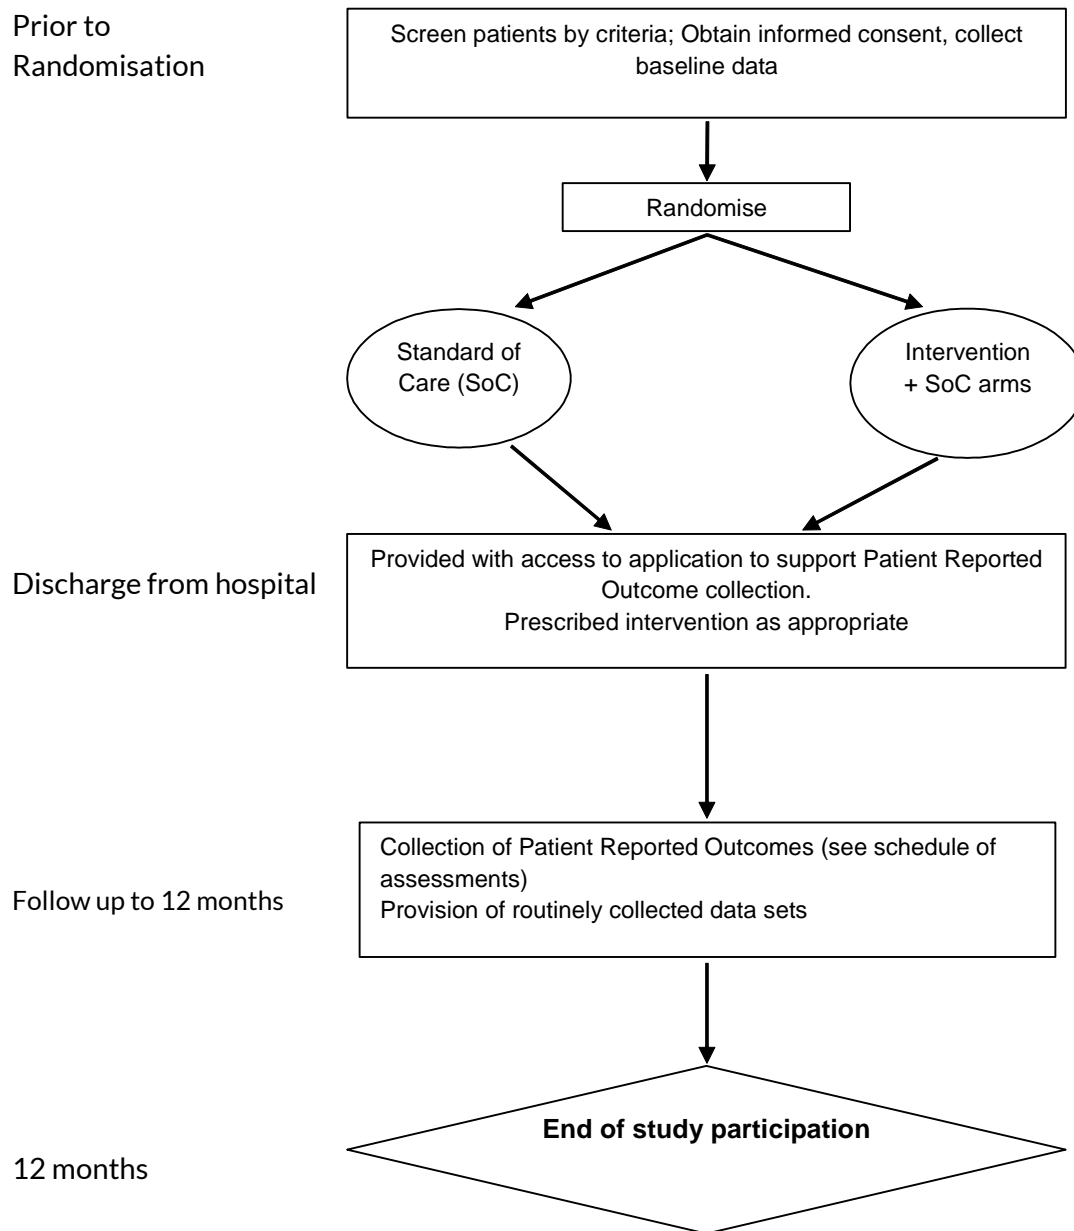 Prior to
Randomisation
Screen patients by criteria; Obtain informed consent, collect
baseline data
Randomise
Standard of
Care (SoC)
Intervention
+ SoC arms
Discharge from hospital
Provided with access to application to support Patient Reported
Outcome collection.
Prescribed intervention as appropriate
Follow up to 12 months
Collection of Patient Reported Outcomes (see schedule of
assessments)
Provision of routinely collected data sets
End of study participation
12 months